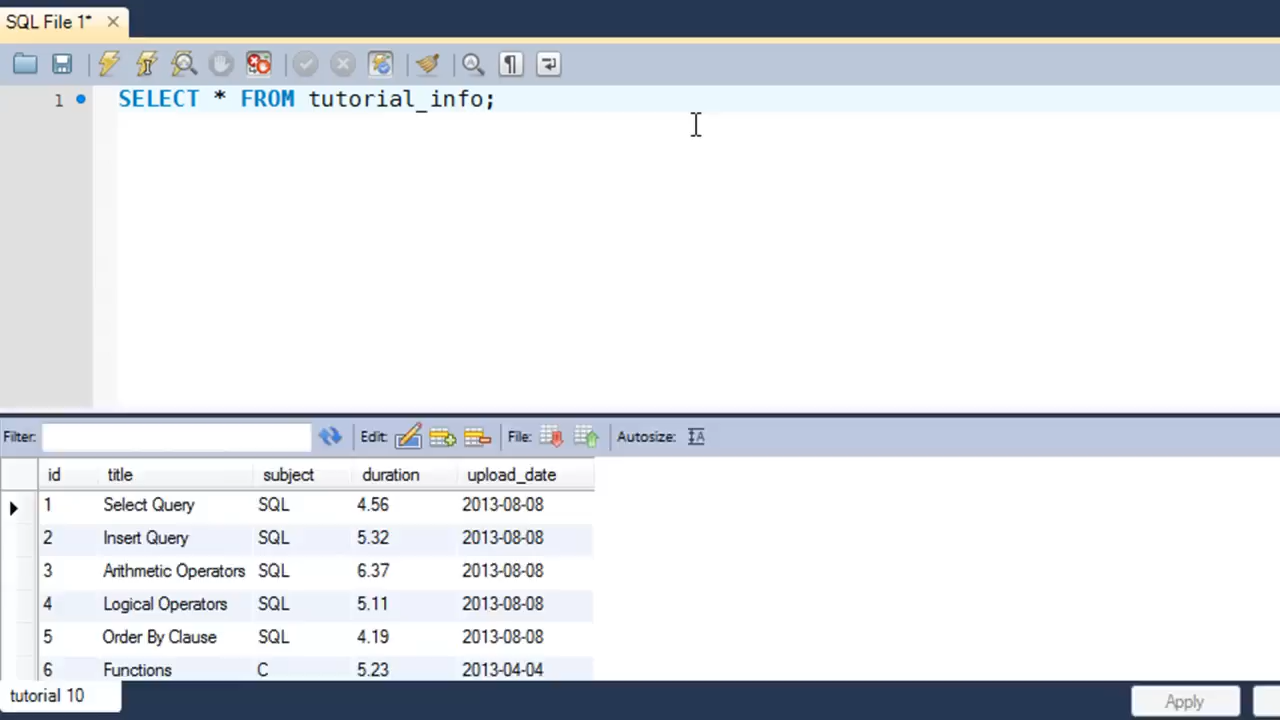 SQL File 1*
1 SELECT * FROM tutorial_info;
Filter: Edit: File: Autosize:
id title subject duration upload_date
1 Select Query SQL 4.56 2013-08-08
2 Insert Query SQL 5.32 2013-08-08
3 Arithmetic Operators SQL 6.37 2013-08-08
4 Logical Operators SQL 5.11 2013-08-08
5 Order By Clause SQL 4.19 2013-08-08
6 Functions C 5.23 2013-04-04
tutorial 10
Apply